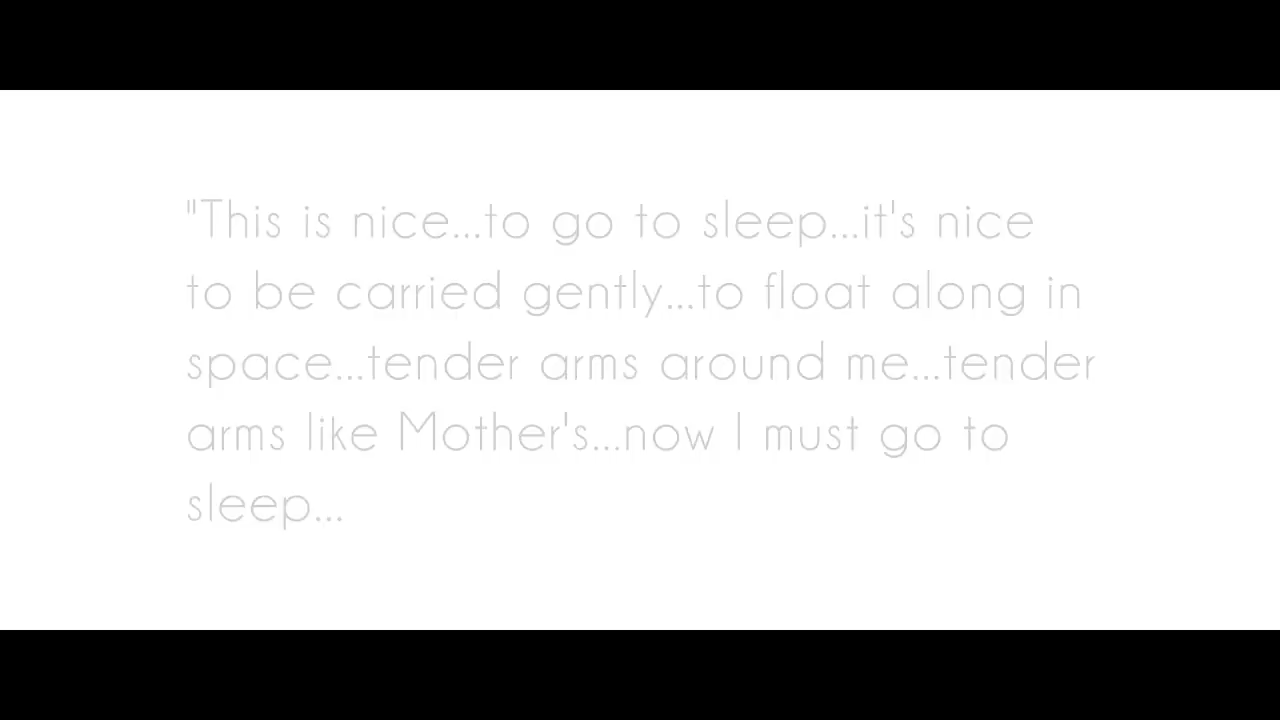 "This is nice...to go to sleep...it's nice
to be carried gently...to float along in
space...tender arms around me...tender
arms like Mother's...now I must go to
sleep...